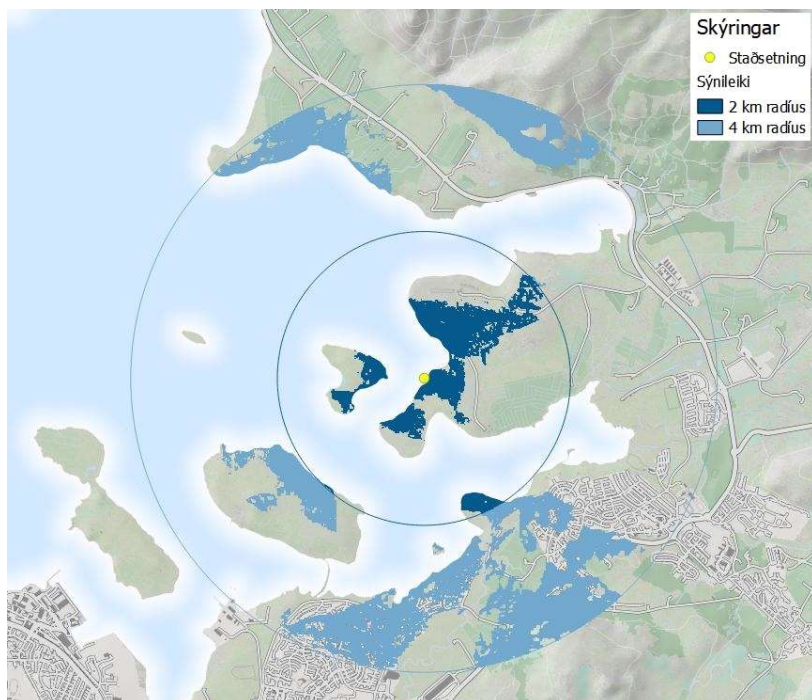 Skýringar
Staðsetning
Sýnileiki
2 km radíus
4 km radíus